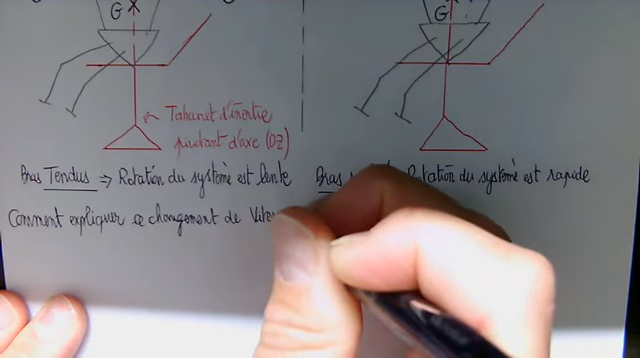 G
G
Tabouret d'inertie
pivotant d'axe (OZ)
Bras Tendus ⇒ Rotation du système est lente
Bras Rotation du système est rapide
Comment expliquer ce changement de